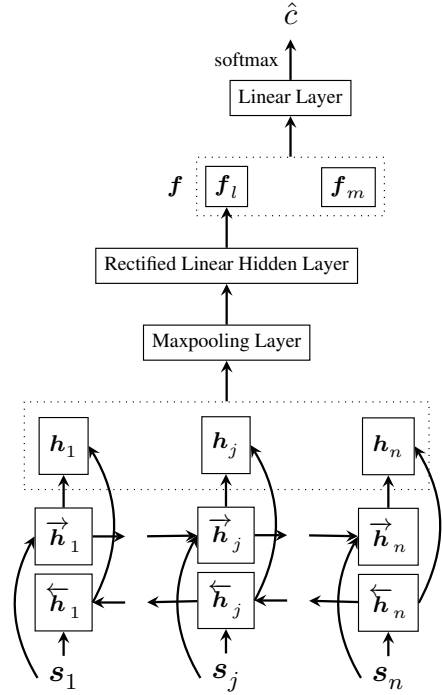 ĉ
softmax
Linear Layer
f f_l f_m
Rectified Linear Hidden Layer
Maxpooling Layer
h_1 h_j h_n
→h_1 →h_j →h_n
←h_1 ←h_j ←h_n
s_1 s_j s_n